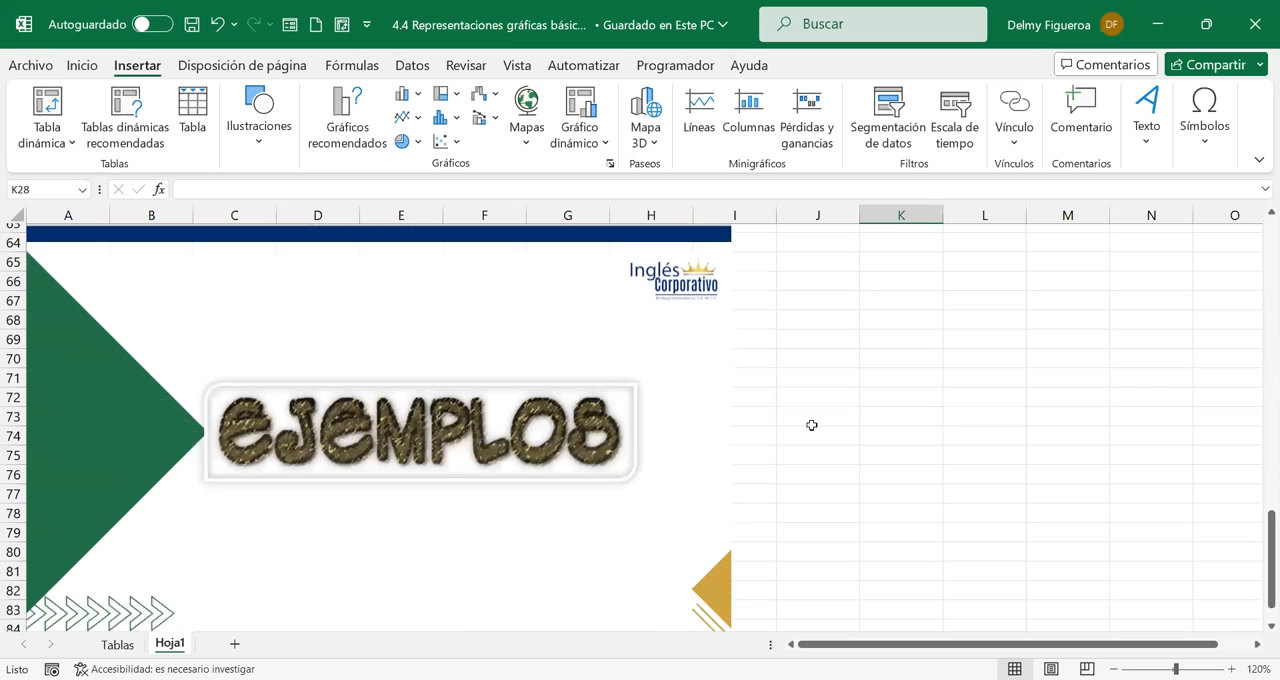 Autoguardado
4.4 Representaciones gráficas básic... • Guardado en Este PC
Buscar
Delmy Figueroa
DF
Archivo Inicio Insertar Disposición de página Fórmulas Datos Revisar Vista Automatizar Programador Ayuda
Comentarios
Compartir
Tabla dinámica
Tablas dinámicas recomendadas
Tabla
Tablas
Ilustraciones
Gráficos recomendados
Mapas
Gráfico dinámico
Gráficos
Mapa 3D
Paseos
Líneas
Columnas
Pérdidas y ganancias
Minigráficos
Segmentación de datos
Escala de tiempo
Filtros
Vínculo
Vínculos
Comentario
Comentarios
Texto
Símbolos
K28
fx
A B C D E F G H I J K L M N O
63
64
65
66
67
68
69
70
71
72
73
74
75
76
77
78
79
80
81
82
83
84
Inglés
Corporativo
EJEMPLOS
Tablas Hoja1
Listo
Accesibilidad: es necesario investigar
120%